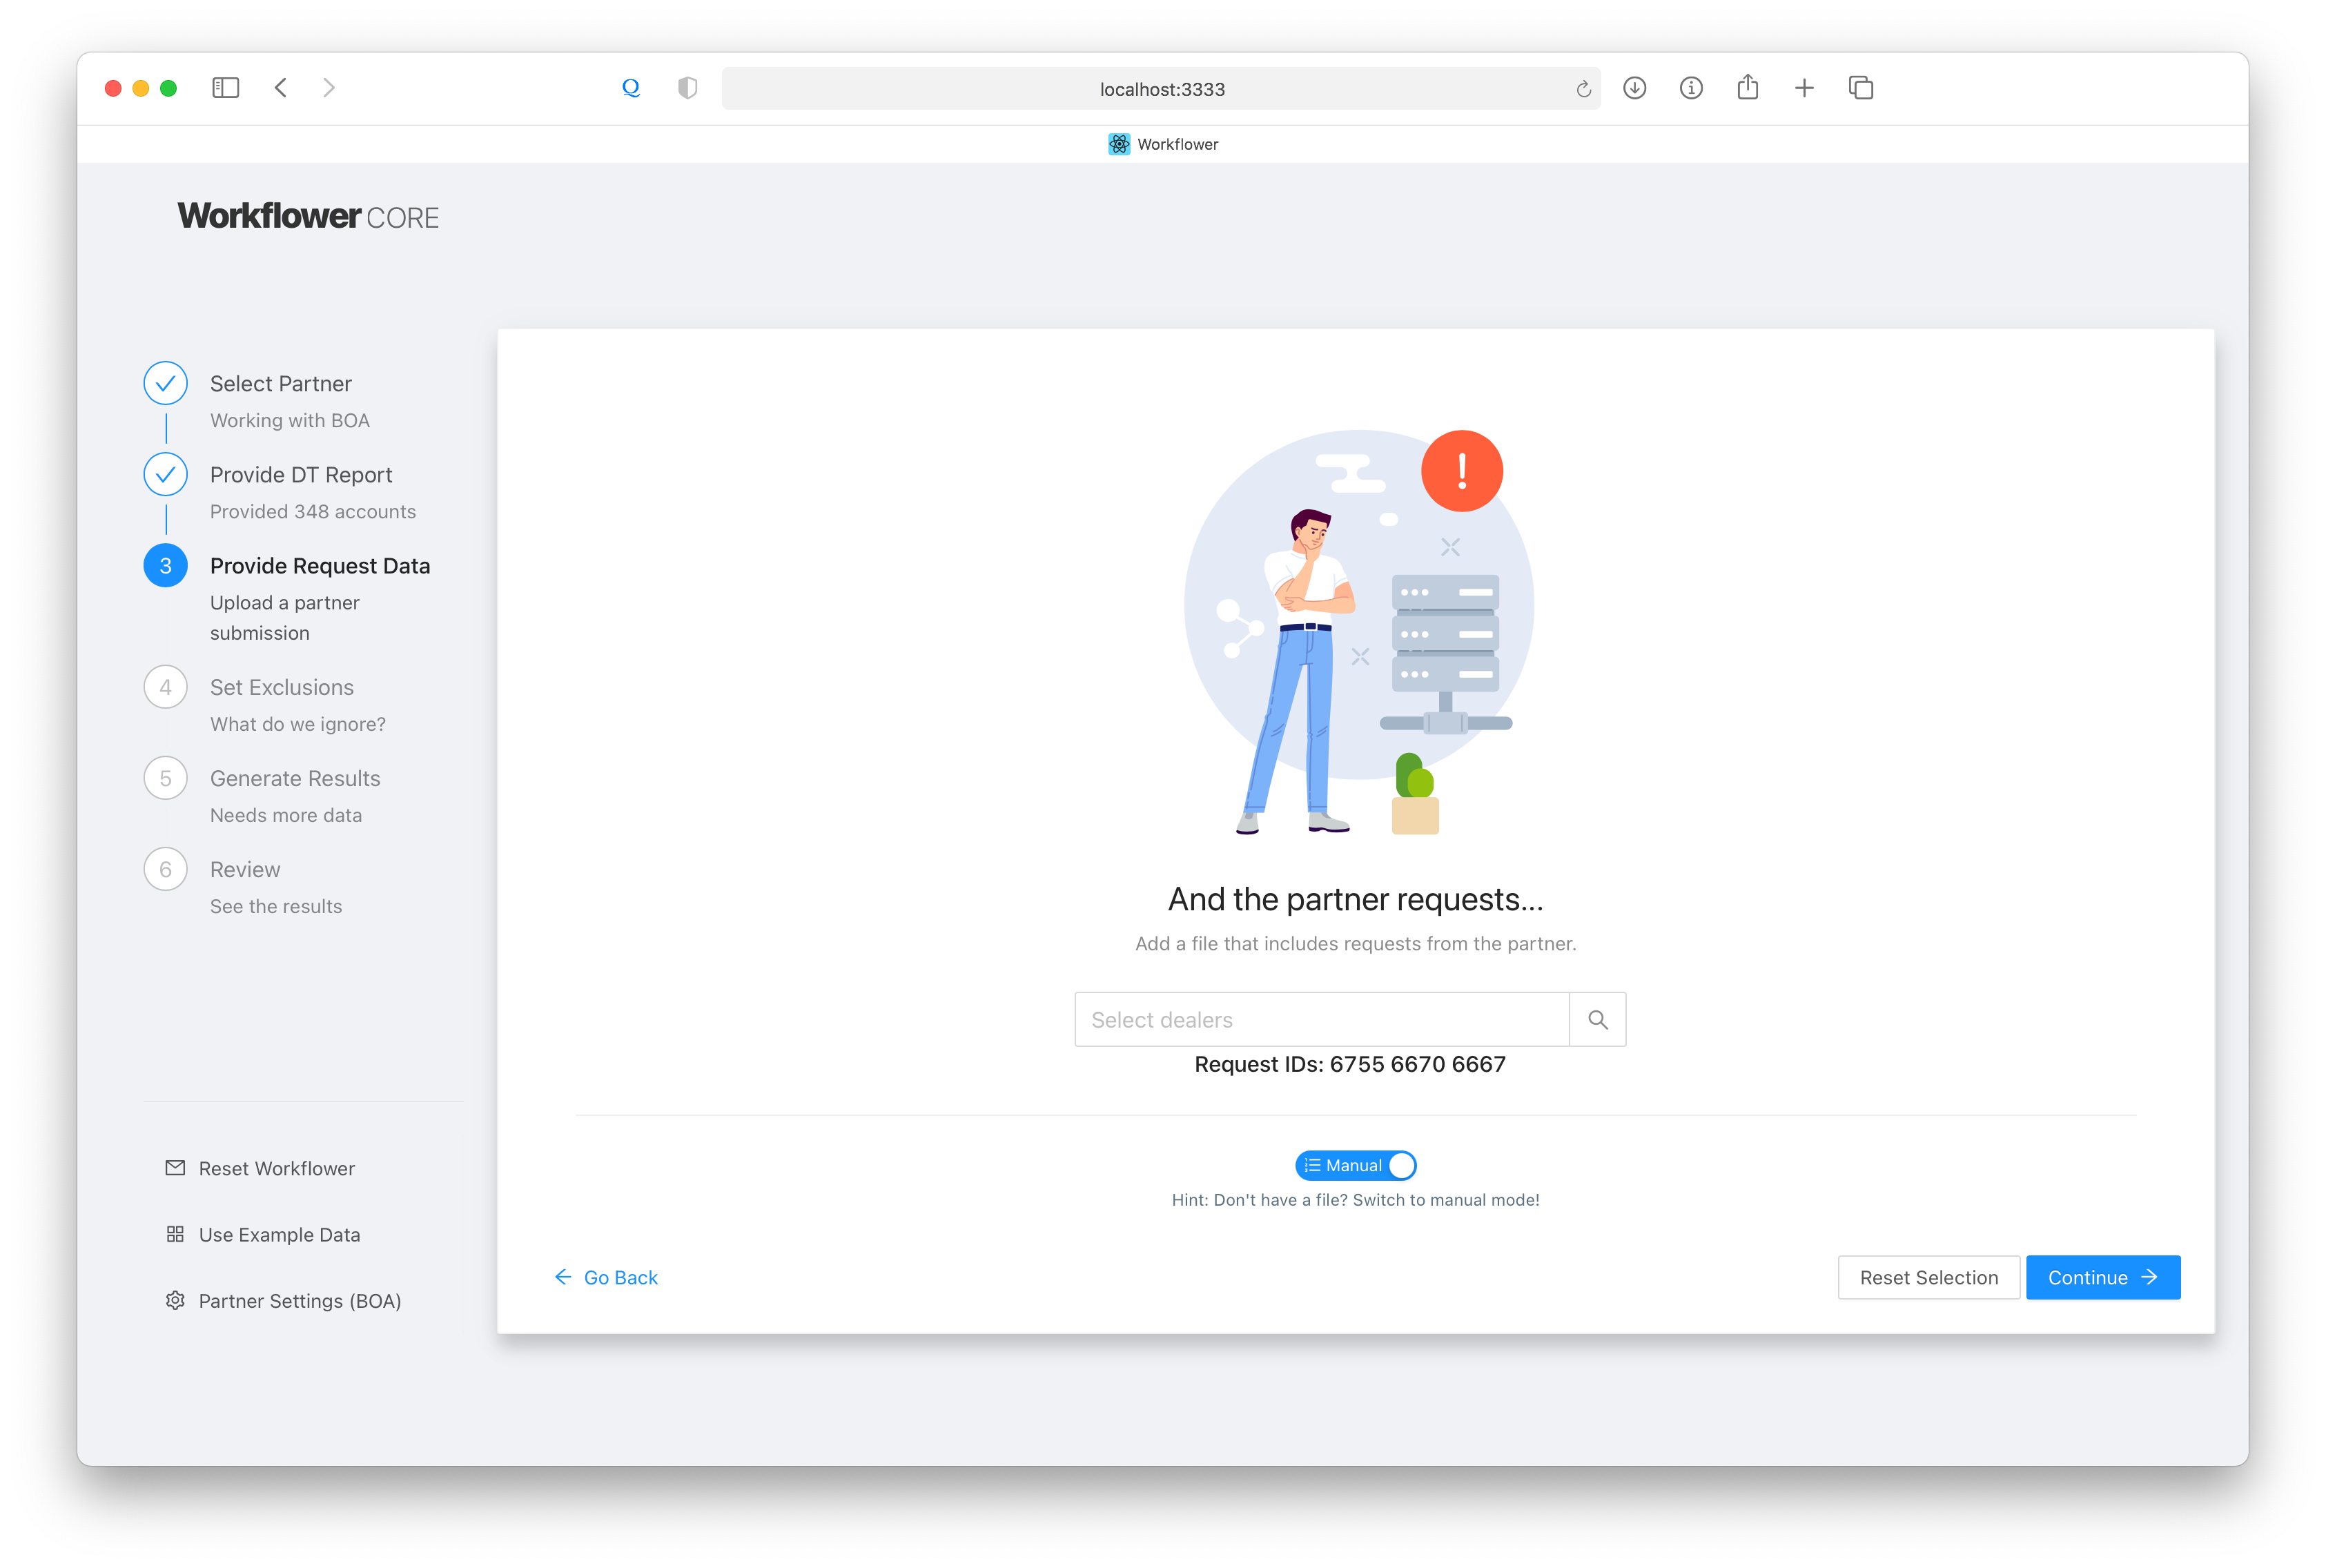 localhost:3333
Workflower
Workflower CORE
Select Partner
Working with BOA
Provide DT Report
Provided 348 accounts
3
Provide Request Data
Upload a partner
submission
4
Set Exclusions
What do we ignore?
5
Generate Results
Needs more data
6
Review
See the results
Reset Workflower
Use Example Data
Partner Settings (BOA)
And the partner requests...
Add a file that includes requests from the partner.
Select dealers
Request IDs: 6755 6670 6667
Manual
Hint: Don't have a file? Switch to manual mode!
Go Back
Reset Selection
Continue